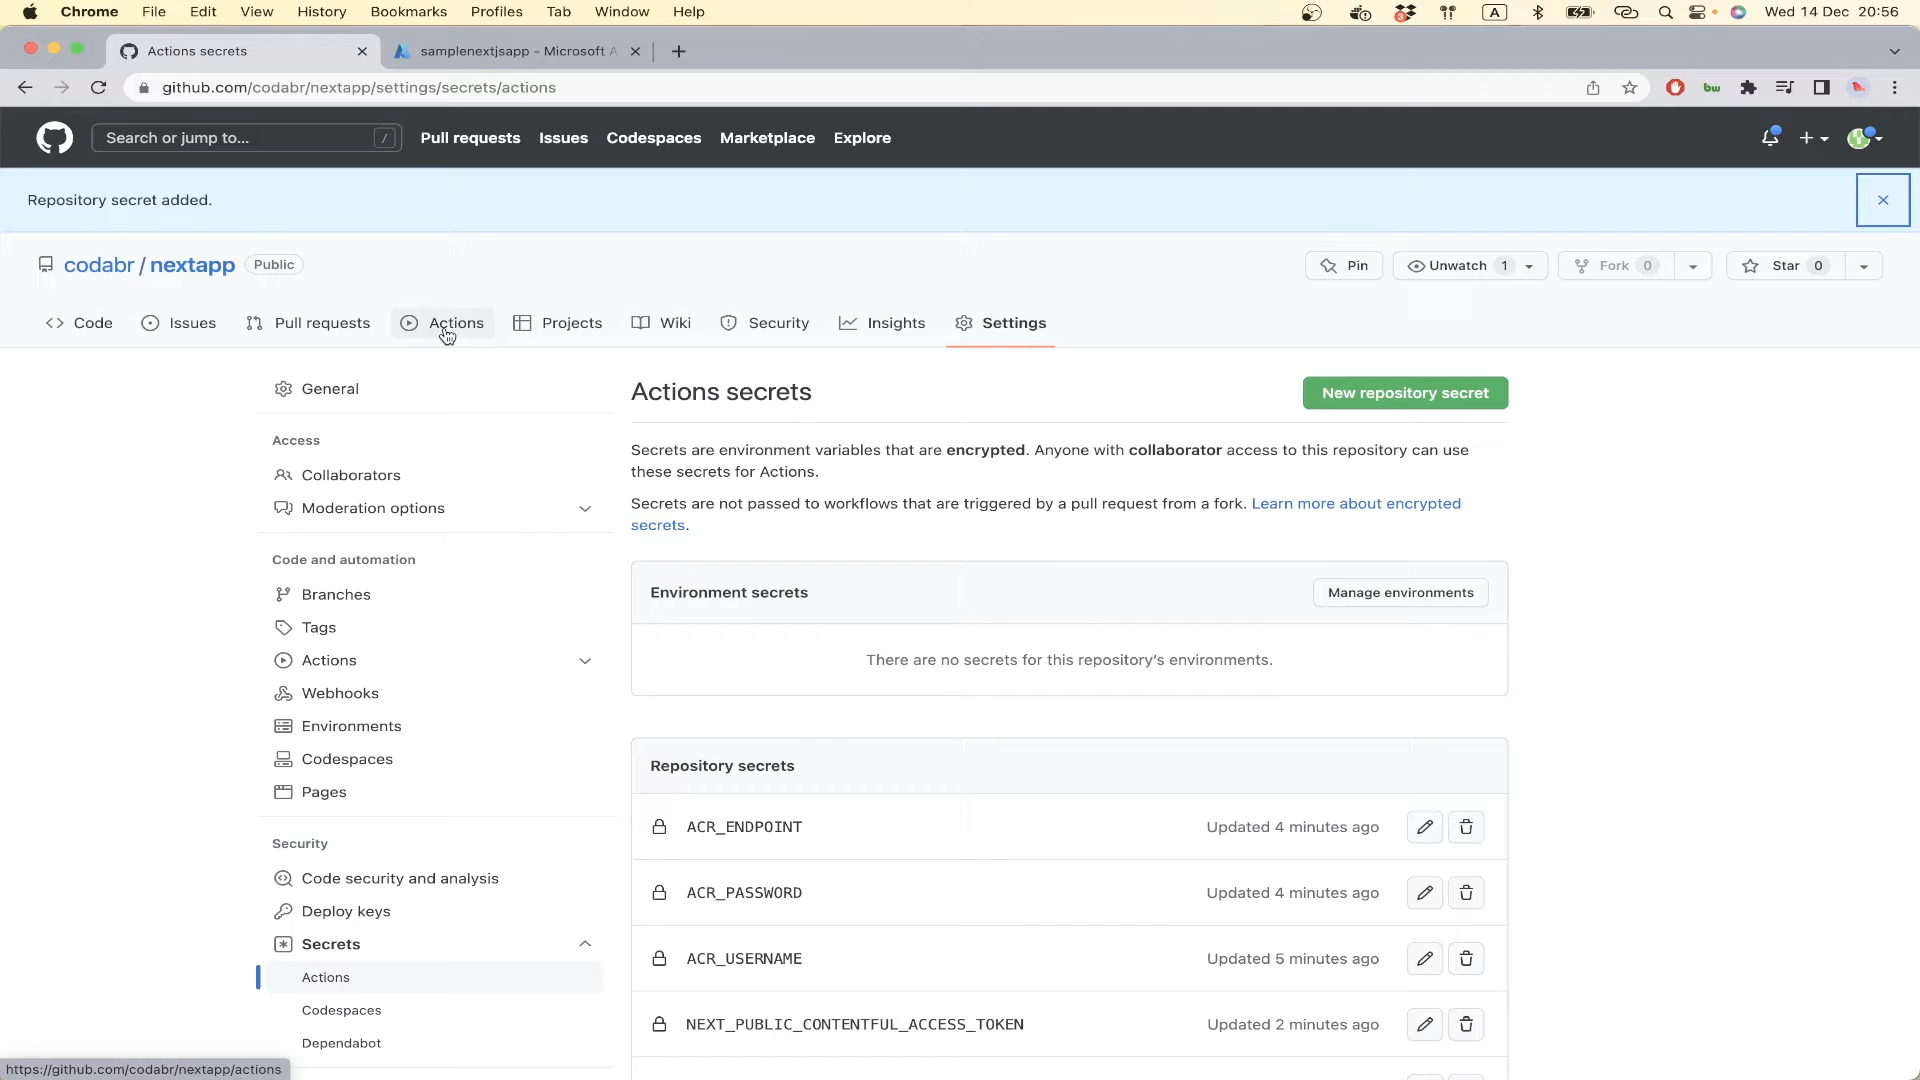 Chrome File Edit View History Bookmarks Profiles Tab Window Help
3 A Wed 14 Dec 20:56
Actions secrets samplenextjsapp - Microsoft A
github.com/codabr/nextapp/settings/secrets/actions
bw
Search or jump to... / Pull requests Issues Codespaces Marketplace Explore
Repository secret added.
codabr / nextapp Public
Pin Unwatch 1 Fork 0 Star 0
Code Issues Pull requests Actions Projects Wiki Security Insights Settings
General
Access
Collaborators
Moderation options
Code and automation
Branches
Tags
Actions
Webhooks
Environments
Codespaces
Pages
Security
Code security and analysis
Deploy keys
Secrets
Actions
Codespaces
Dependabot
Actions secrets
New repository secret
Secrets are environment variables that are encrypted. Anyone with collaborator access to this repository can use
these secrets for Actions.
Secrets are not passed to workflows that are triggered by a pull request from a fork. Learn more about encrypted
secrets.
Environment secrets
Manage environments
There are no secrets for this repository's environments.
Repository secrets
ACR_ENDPOINT Updated 4 minutes ago
ACR_PASSWORD Updated 4 minutes ago
ACR_USERNAME Updated 5 minutes ago
NEXT_PUBLIC_CONTENTFUL_ACCESS_TOKEN Updated 2 minutes ago
https://github.com/codabr/nextapp/actions